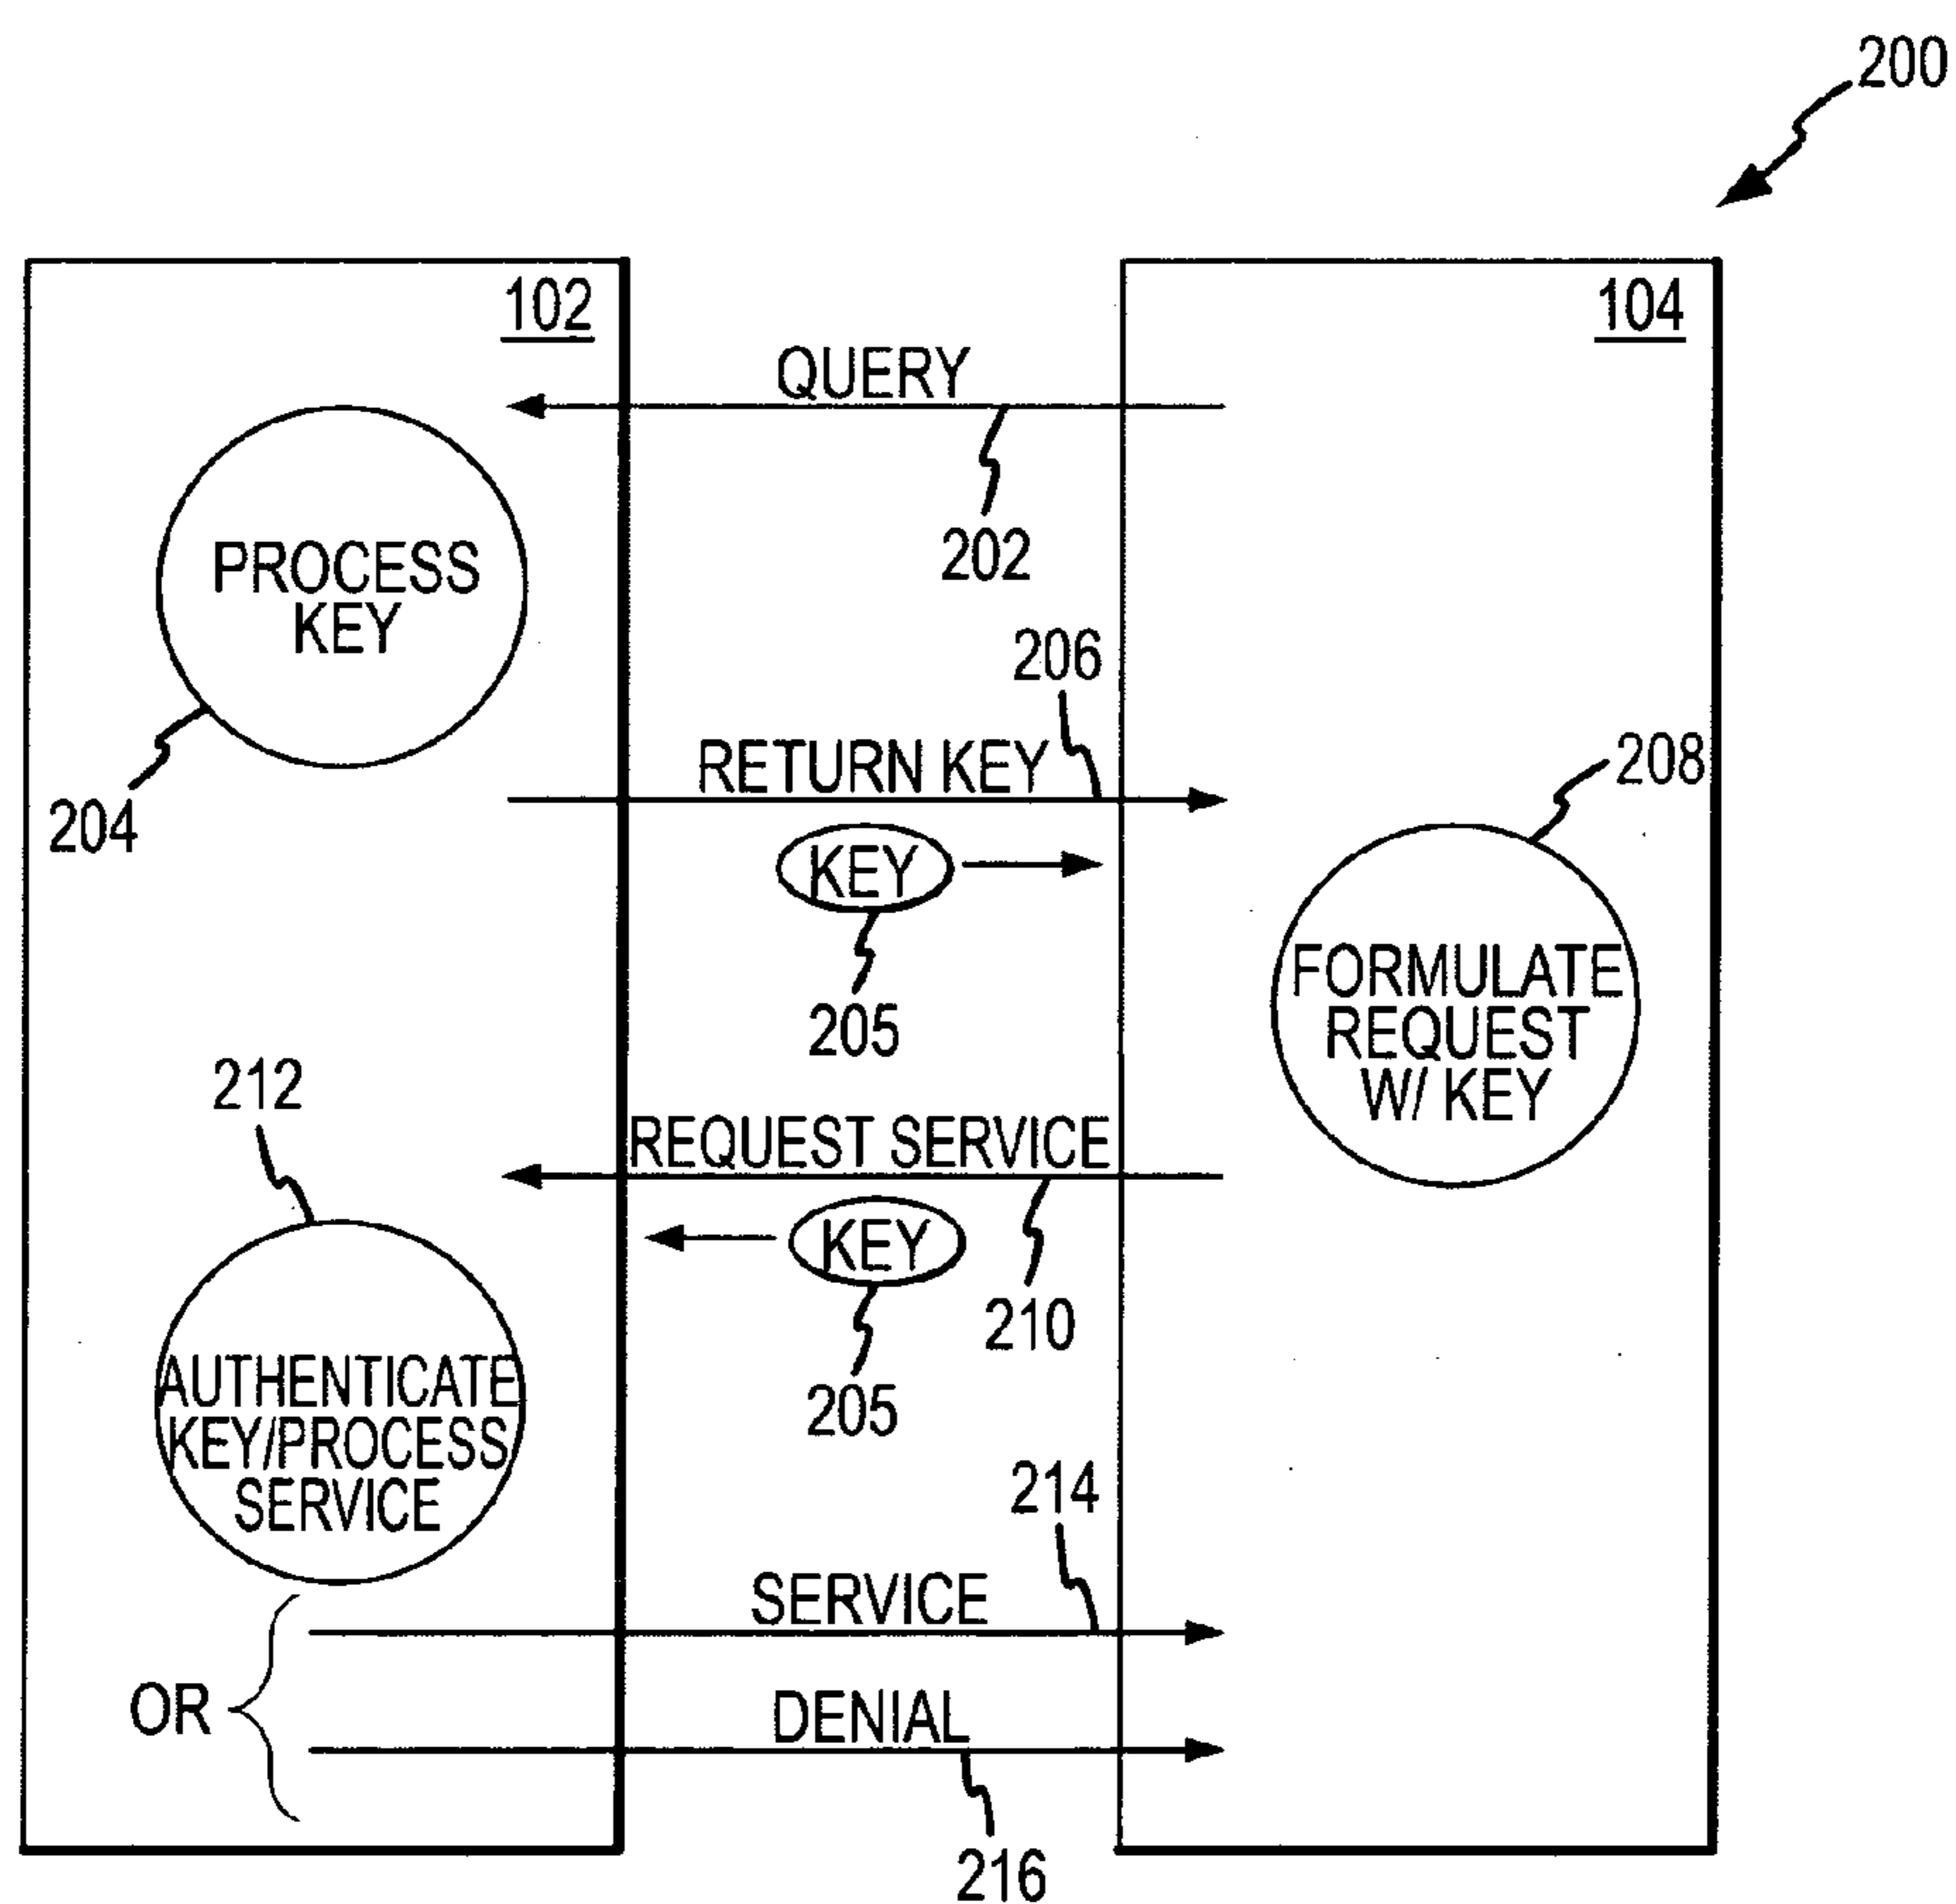 200
102
104
QUERY
202
PROCESS
KEY
204
206
RETURN KEY
208
KEY
205
FORMULATE
REQUEST
W/ KEY
212
REQUEST SERVICE
KEY
210
205
AUTHENTICATE
KEY/PROCESS
SERVICE
214
SERVICE
OR
DENIAL
216